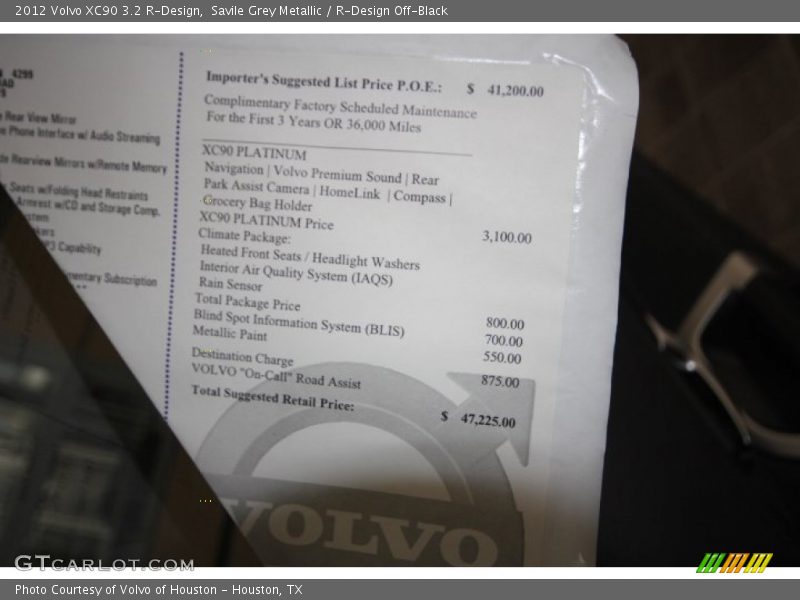 2012 Volvo XC90 3.2 R-Design, Savile Grey Metallic / R-Design Off-Black
4299
Rear View Mirror
Phone Interface w/ Audio Streaming
Rearview Mirrors w/Remote Memory
Seats w/Folding Head Restraints
Armrest w/CD and Storage Comp.
Capability
Subscription
Importer's Suggested List Price P.O.E.: $ 41,200.00
Complimentary Factory Scheduled Maintenance
For the First 3 Years OR 36,000 Miles
XC90 PLATINUM
Navigation | Volvo Premium Sound | Rear
Park Assist Camera | HomeLink | Compass |
Grocery Bag Holder
XC90 PLATINUM Price 3,100.00
Climate Package:
Heated Front Seats / Headlight Washers
Interior Air Quality System (IAQS)
Rain Sensor
Total Package Price 800.00
Blind Spot Information System (BLIS) 700.00
Metallic Paint 550.00
Destination Charge 875.00
VOLVO "On-Call" Road Assist
Total Suggested Retail Price: $ 47,225.00
VOLVO
GTCARLOT.COM
Photo Courtesy of Volvo of Houston - Houston, TX